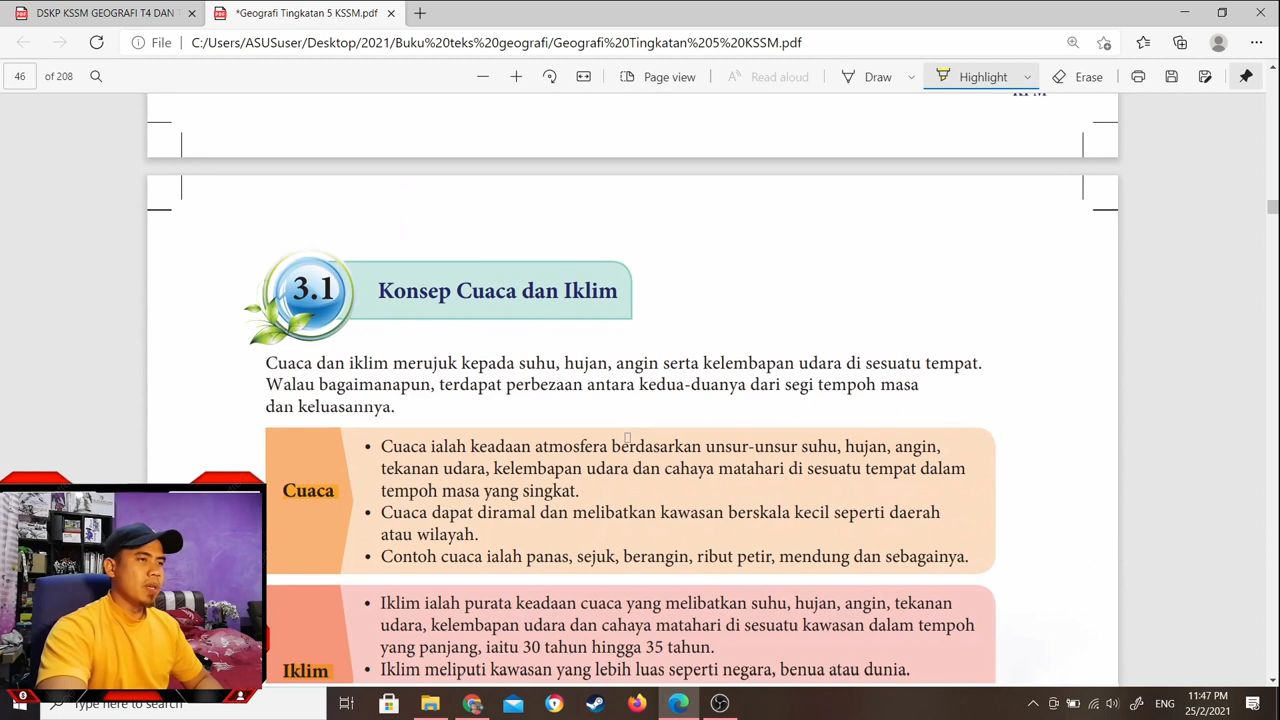 DSKP KSSM GEOGRAFI T4 DAN T
*Geografi Tingkatan 5 KSSM.pdf
File
C:/Users/ASUSuser/Desktop/2021/Buku%20teks%20geografi/Geografi%20Tingkatan%205%20KSSM.pdf
46 of 208
Page view
Read aloud
Draw
Highlight
Erase
3.1 Konsep Cuaca dan Iklim
Cuaca dan iklim merujuk kepada suhu, hujan, angin serta kelembapan udara di sesuatu tempat.
Walau bagaimanapun, terdapat perbezaan antara kedua-duanya dari segi tempoh masa
dan keluasannya.
Cuaca
• Cuaca ialah keadaan atmosfera berdasarkan unsur-unsur suhu, hujan, angin,
tekanan udara, kelembapan udara dan cahaya matahari di sesuatu tempat dalam
tempoh masa yang singkat.
• Cuaca dapat diramal dan melibatkan kawasan berskala kecil seperti daerah
atau wilayah.
• Contoh cuaca ialah panas, sejuk, berangin, ribut petir, mendung dan sebagainya.
Iklim
• Iklim ialah purata keadaan cuaca yang melibatkan suhu, hujan, angin, tekanan
udara, kelembapan udara dan cahaya matahari di sesuatu kawasan dalam tempoh
yang panjang, iaitu 30 tahun hingga 35 tahun.
• Iklim meliputi kawasan yang lebih luas seperti negara, benua atau dunia.
Type here to search
ENG
11:47 PM
25/2/2021